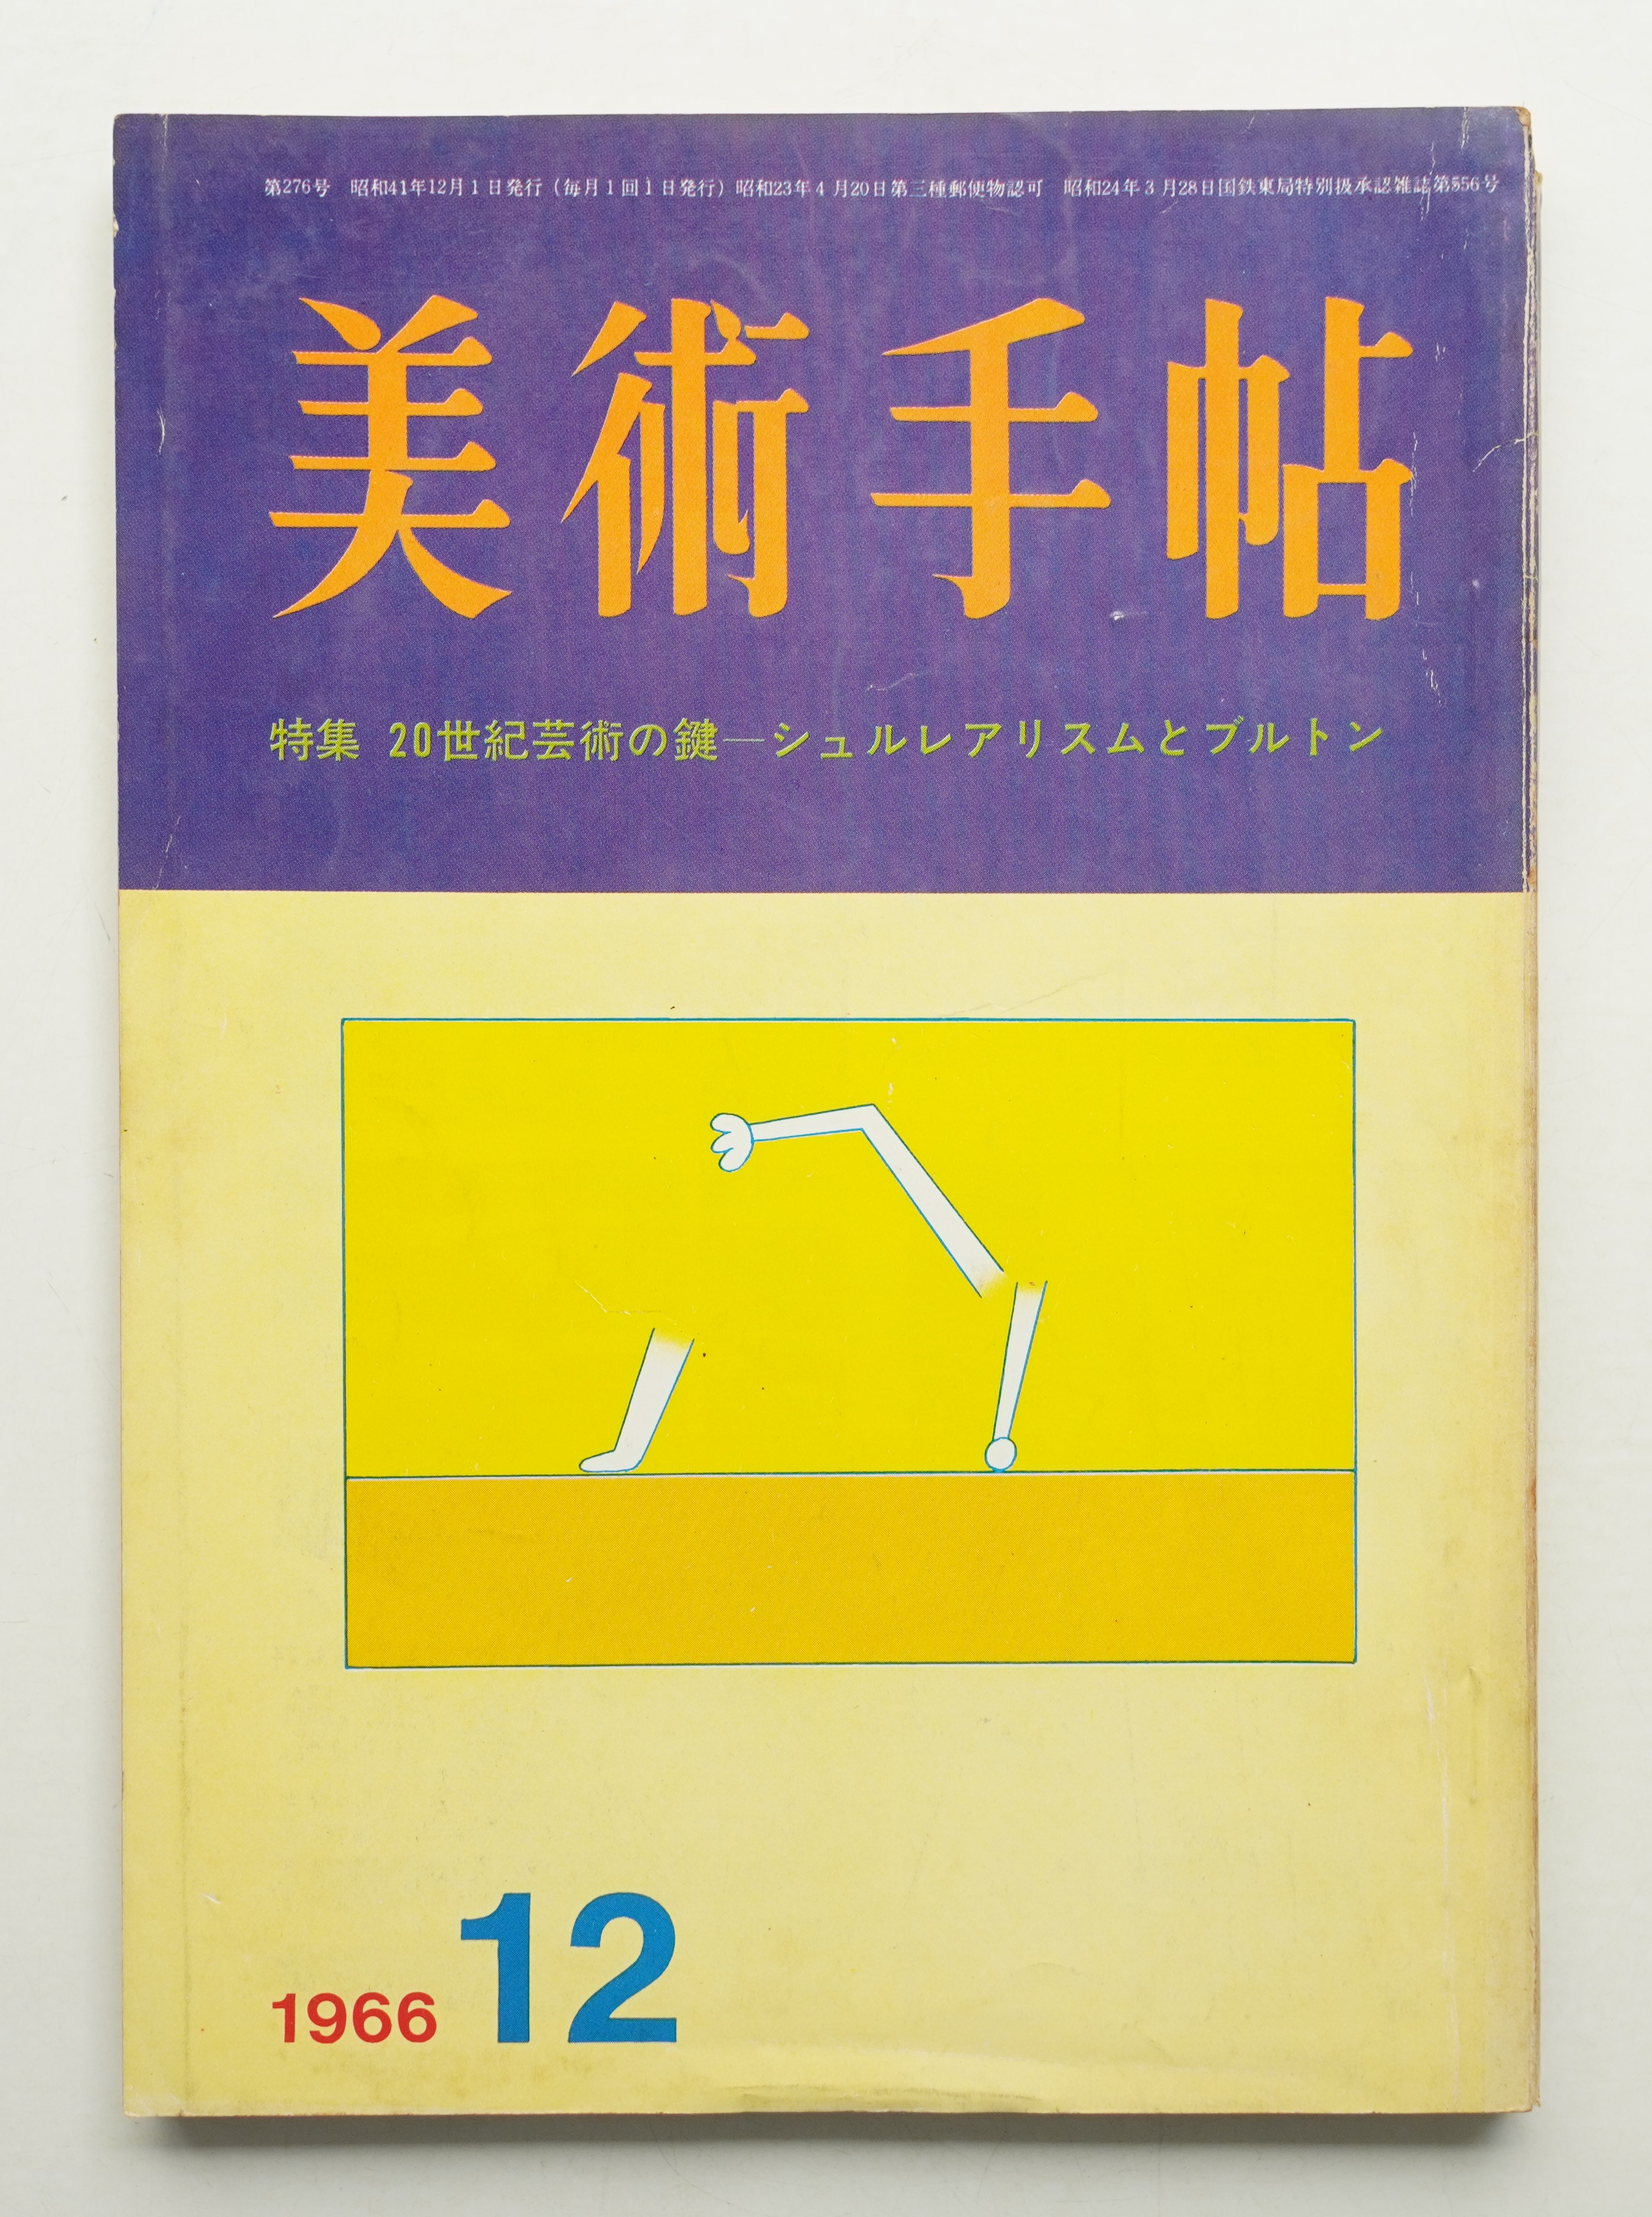 第276号 昭和41年12月1日発行（毎月1回1日発行）昭和23年4月20日第三種郵便物認可 昭和24年3月28日国鉄東局特別扱承認雑誌第556号
美術手帖
特集 20世紀芸術の鍵―シュルレアリスムとブルトン
1966 12